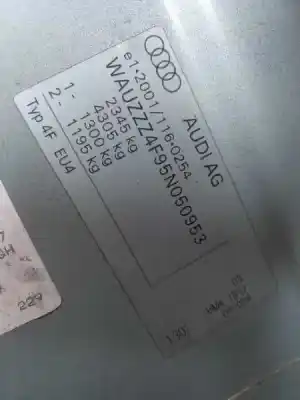 AUDI AG
e1*2001/116*0254
WAUZZZ4F95N050953
2345 kg
4305 kg
1- 1300 kg
2- 1195 kg
Typ 4F EU4
229